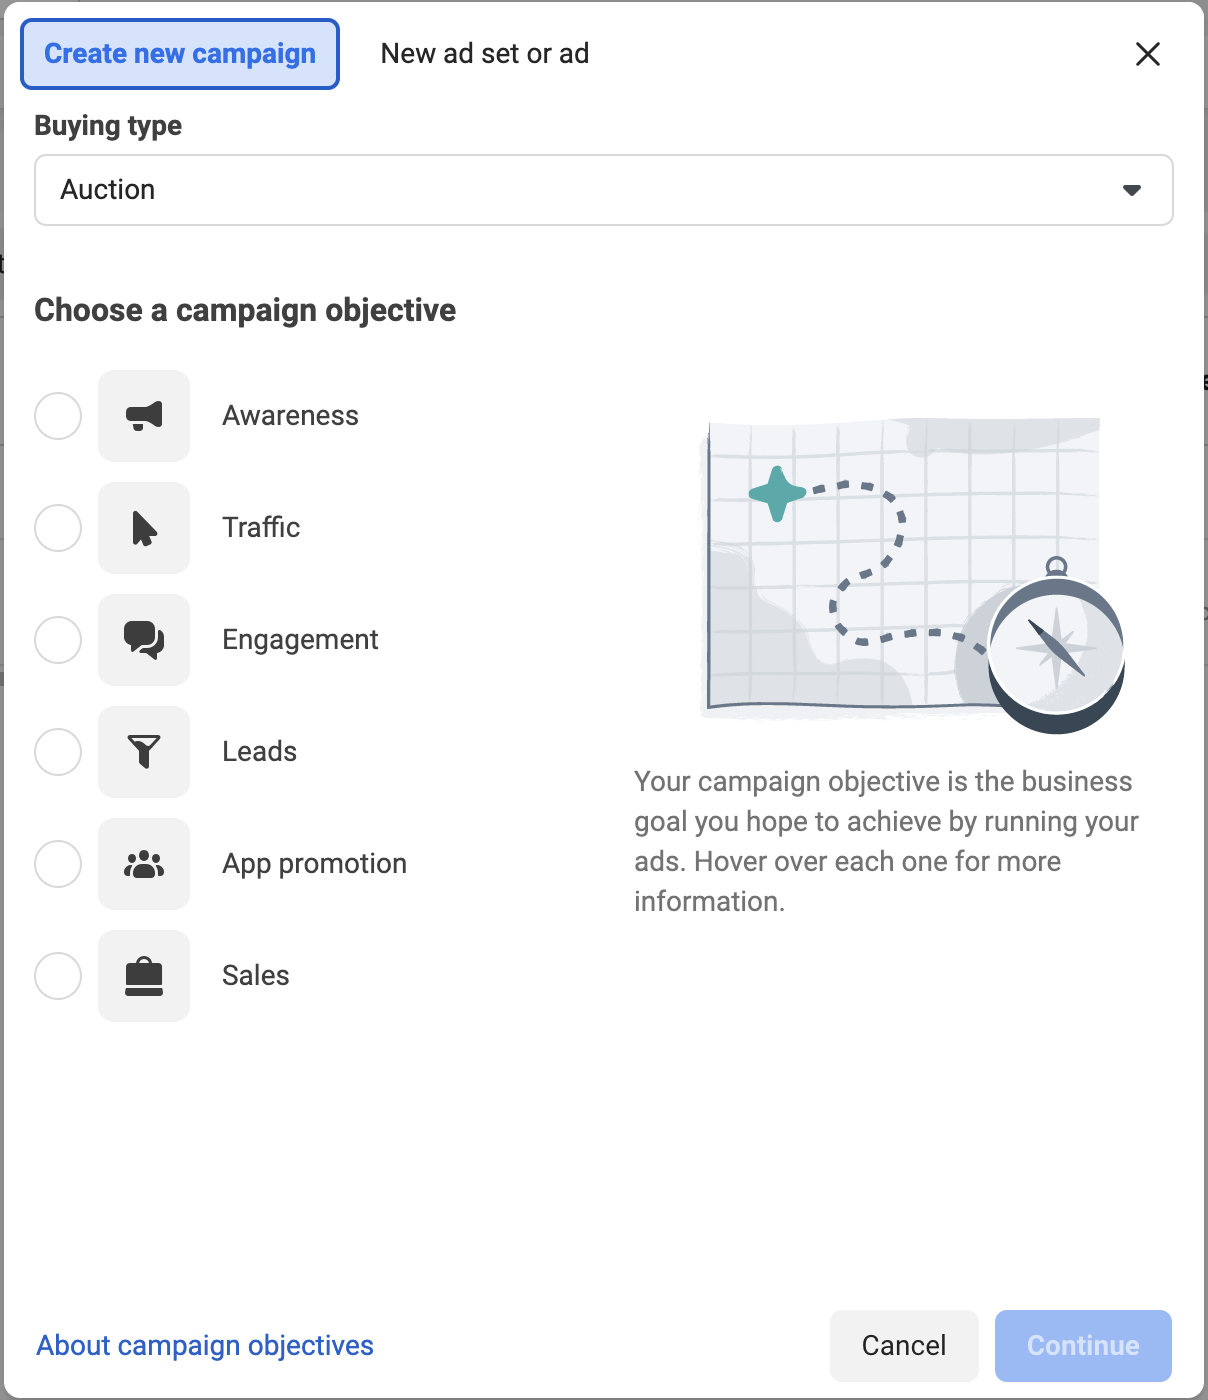 Create new campaign
New ad set or ad
Buying type
Auction
Choose a campaign objective
Awareness
Traffic
Engagement
Leads
App promotion
Sales
Your campaign objective is the business
goal you hope to achieve by running your
ads. Hover over each one for more
information.
About campaign objectives
Cancel
Continue